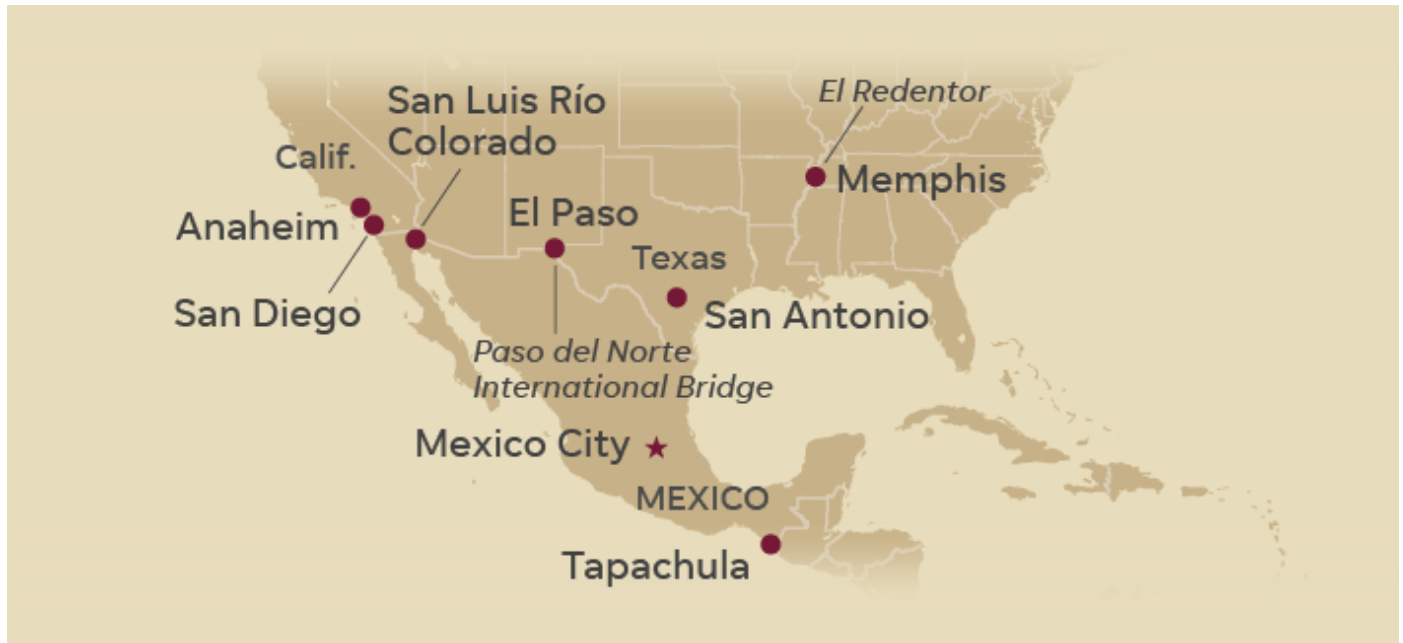 El Redentor
San Luis Río
Colorado
Calif.
Memphis
El Paso
Anaheim
Texas
San Diego
San Antonio
Paso del Norte
International Bridge
Mexico City
MEXICO
Tapachula